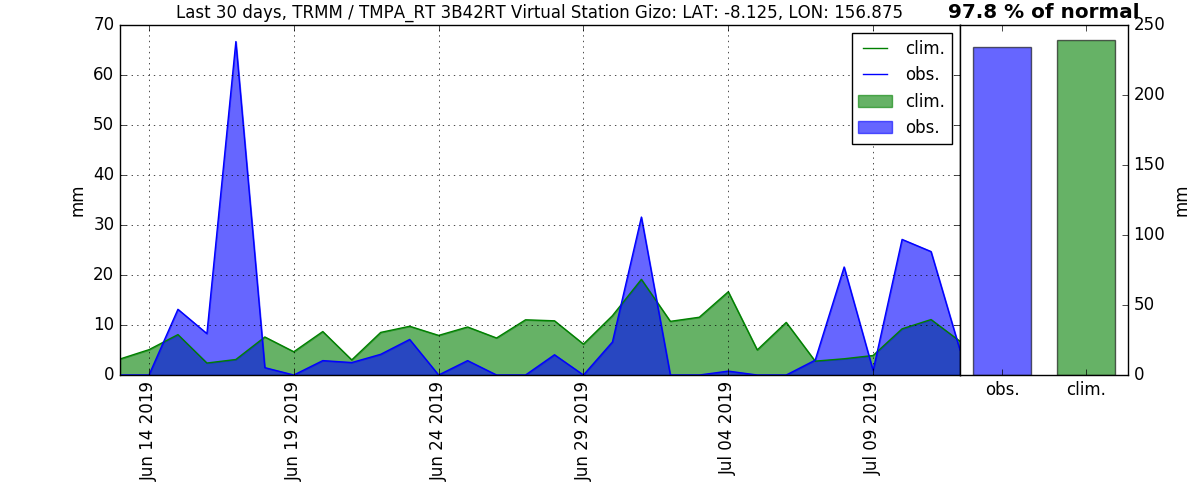 Last 30 days, TRMM / TMPA_RT 3B42RT Virtual Station Gizo: LAT: -8.125, LON: 156.875
97.8 % of normal
70
60
50
40
30
20
10
0
mm
clim.
obs.
clim.
obs.
Jun 14 2019
Jun 19 2019
Jun 24 2019
Jun 29 2019
Jul 04 2019
Jul 09 2019
250
200
150
100
50
0
mm
obs.
clim.